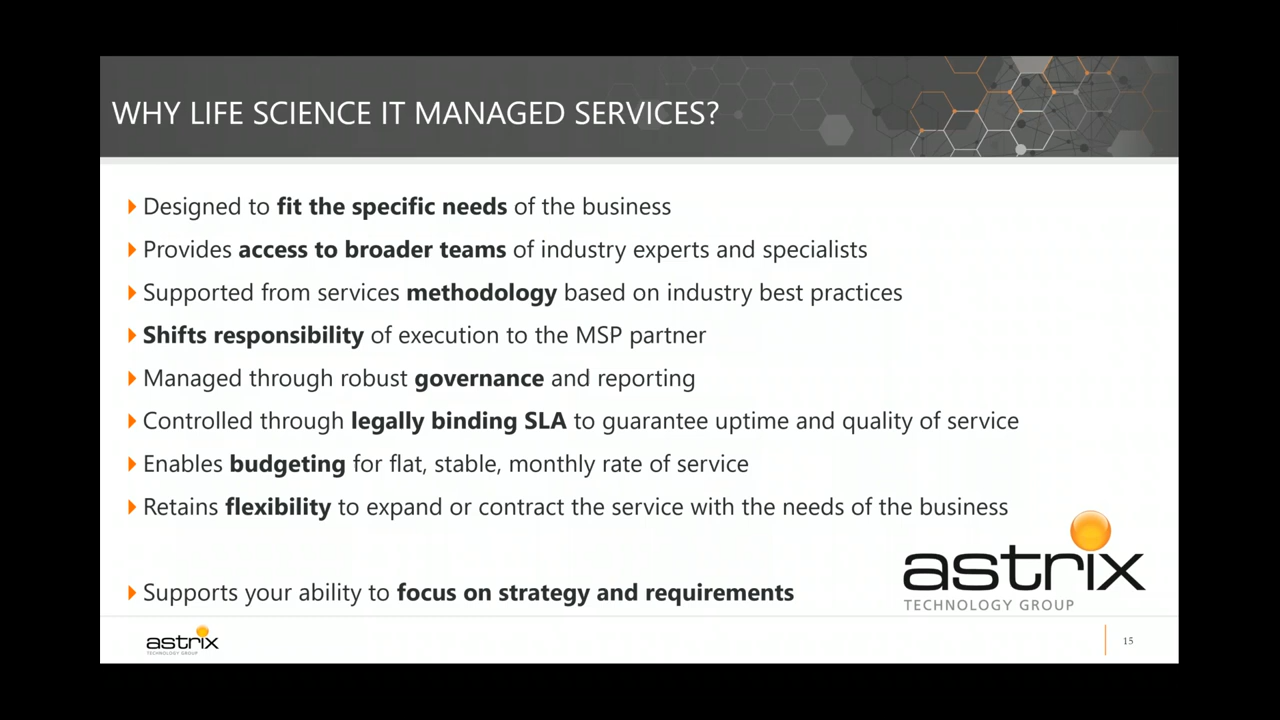 WHY LIFE SCIENCE IT MANAGED SERVICES?
Designed to fit the specific needs of the business
Provides access to broader teams of industry experts and specialists
Supported from services methodology based on industry best practices
Shifts responsibility of execution to the MSP partner
Managed through robust governance and reporting
Controlled through legally binding SLA to guarantee uptime and quality of service
Enables budgeting for flat, stable, monthly rate of service
Retains flexibility to expand or contract the service with the needs of the business
astrix
TECHNOLOGY GROUP
Supports your ability to focus on strategy and requirements
astrix
TECHNOLOGY GROUP
15